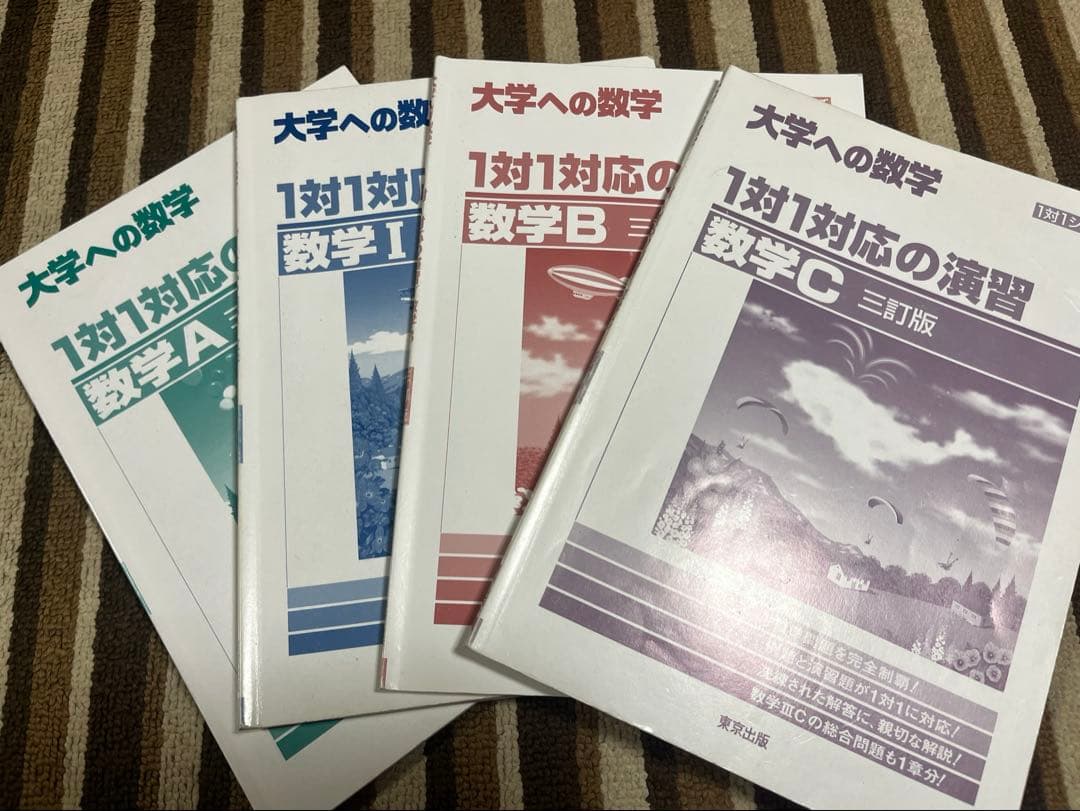 大学への数学
1対1対応の
数学A
大学への数
1対1対応
数学I
大学への数学
1対1対応の
数学B 三
大学への数学
1対1シ
1対1対応の演習
数学C 三訂版
を完全制覇!
と演習題が1対1に対応!
洗練された解答に、親切な解説!
数学ⅢCの総合問題も1章分!
東京出版